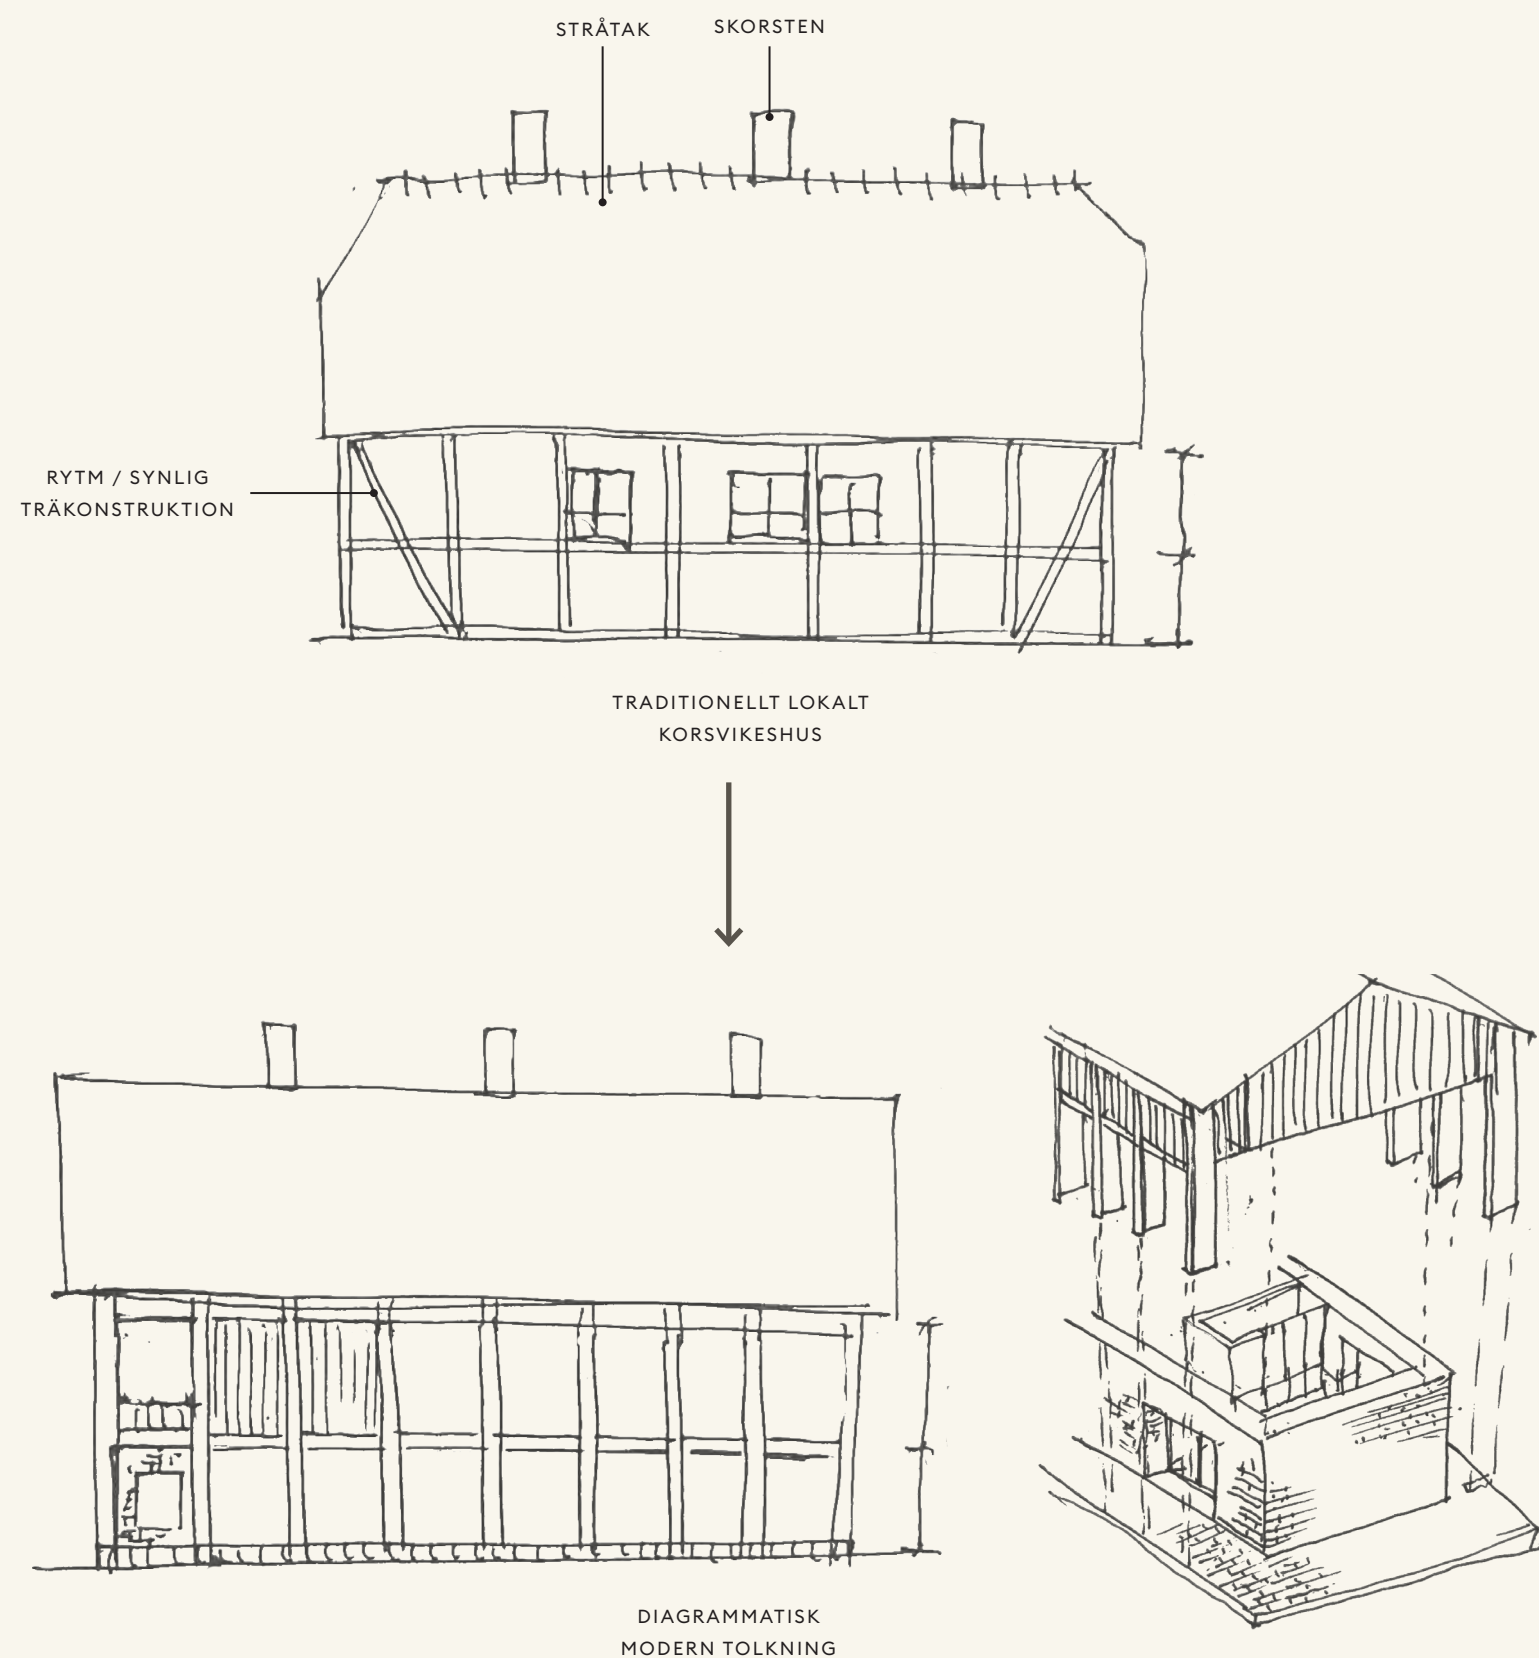 STRÅTAK
SKORSTEN
RYTM / SYNLIG
TRÄKONSTRUKTION
TRADITIONELLT LOKALT
KORSVIKESHUS
DIAGRAMMATISK
MODERN TOLKNING